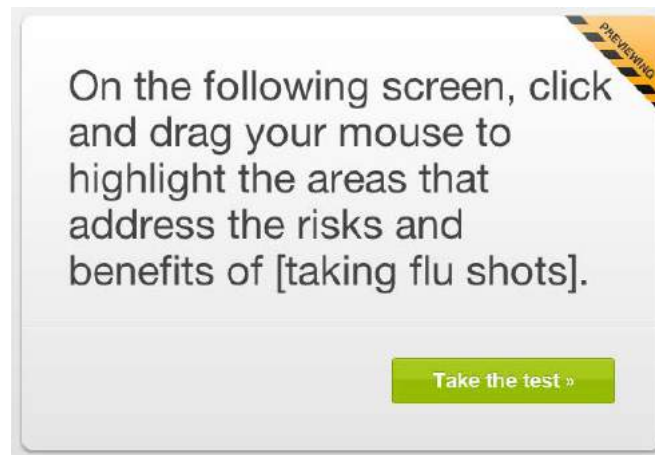 PREVIEWING
On the following screen, click
and drag your mouse to
highlight the areas that
address the risks and
benefits of [taking flu shots].
Take the test »